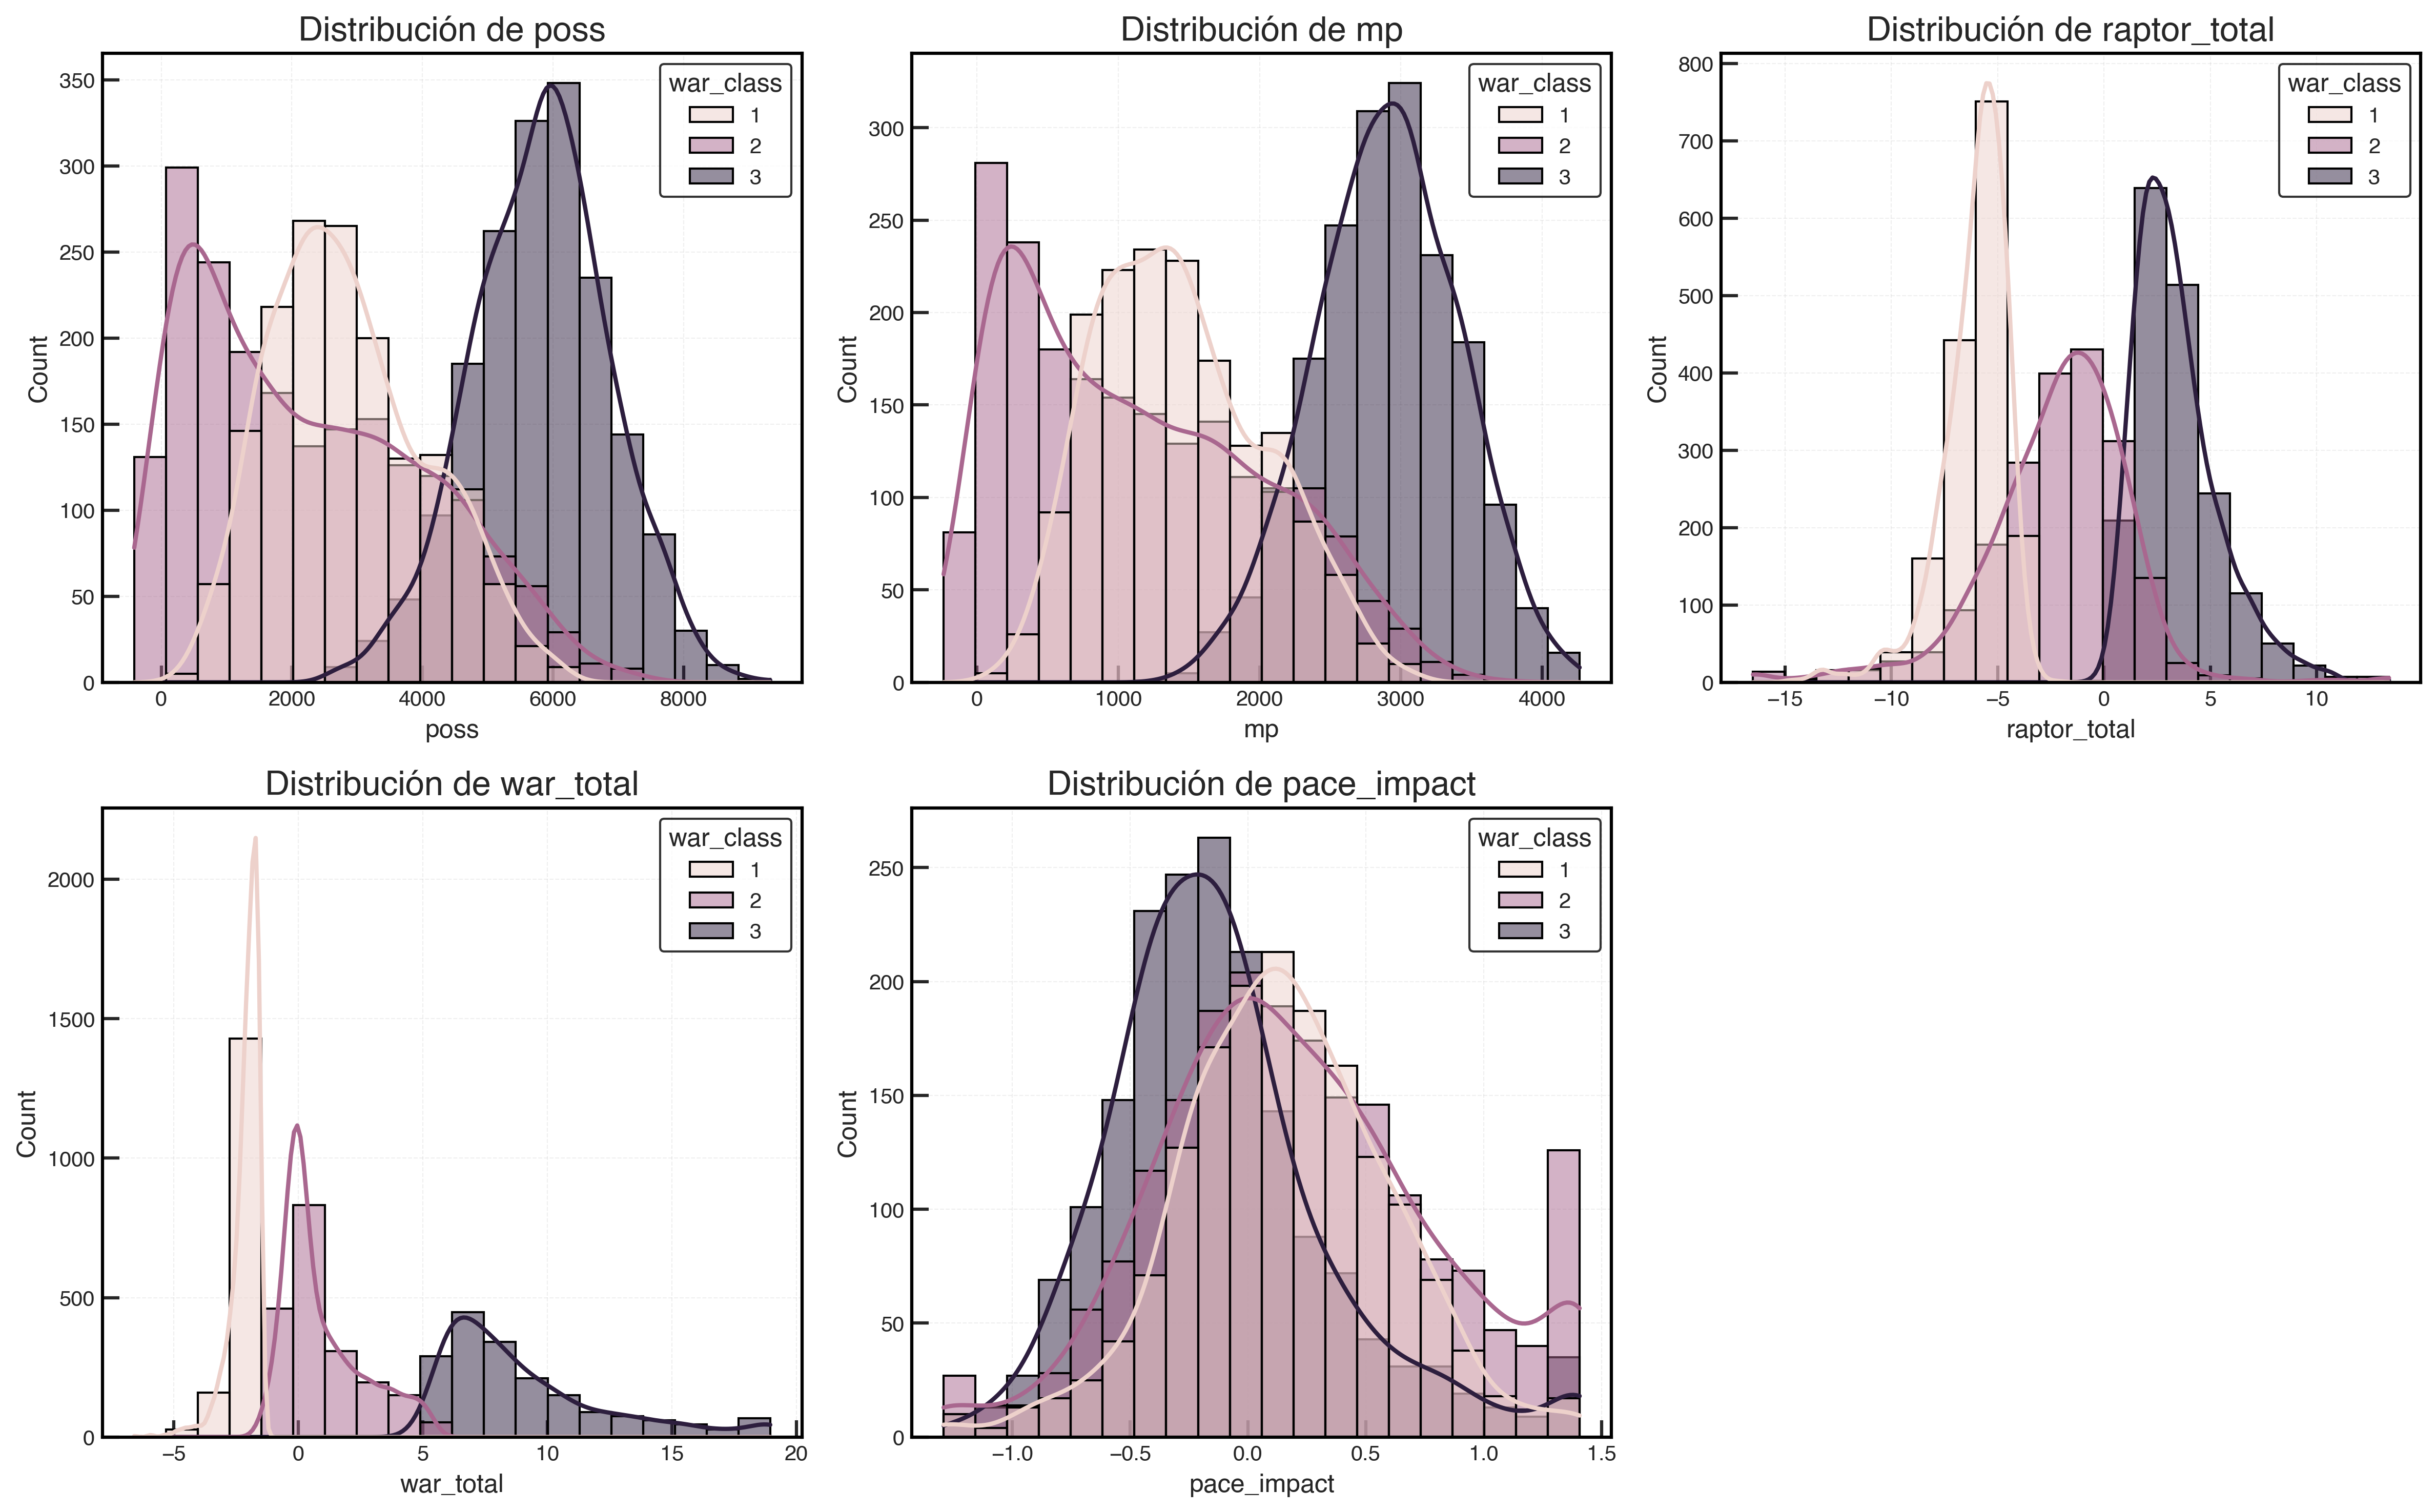 Distribución de poss
350
300
250
200
150
100
50
0
Count
0 2000 4000 6000 8000
poss
war_class
1
2
3
Distribución de mp
300
250
200
150
100
50
0
Count
0 1000 2000 3000 4000
mp
war_class
1
2
3
Distribución de raptor_total
800
700
600
500
400
300
200
100
0
Count
−15 −10 −5 0 5 10
raptor_total
war_class
1
2
3
Distribución de war_total
2000
1500
1000
500
0
Count
−5 0 5 10 15 20
war_total
war_class
1
2
3
Distribución de pace_impact
250
200
150
100
50
0
Count
−1.0 −0.5 0.0 0.5 1.0 1.5
pace_impact
war_class
1
2
3